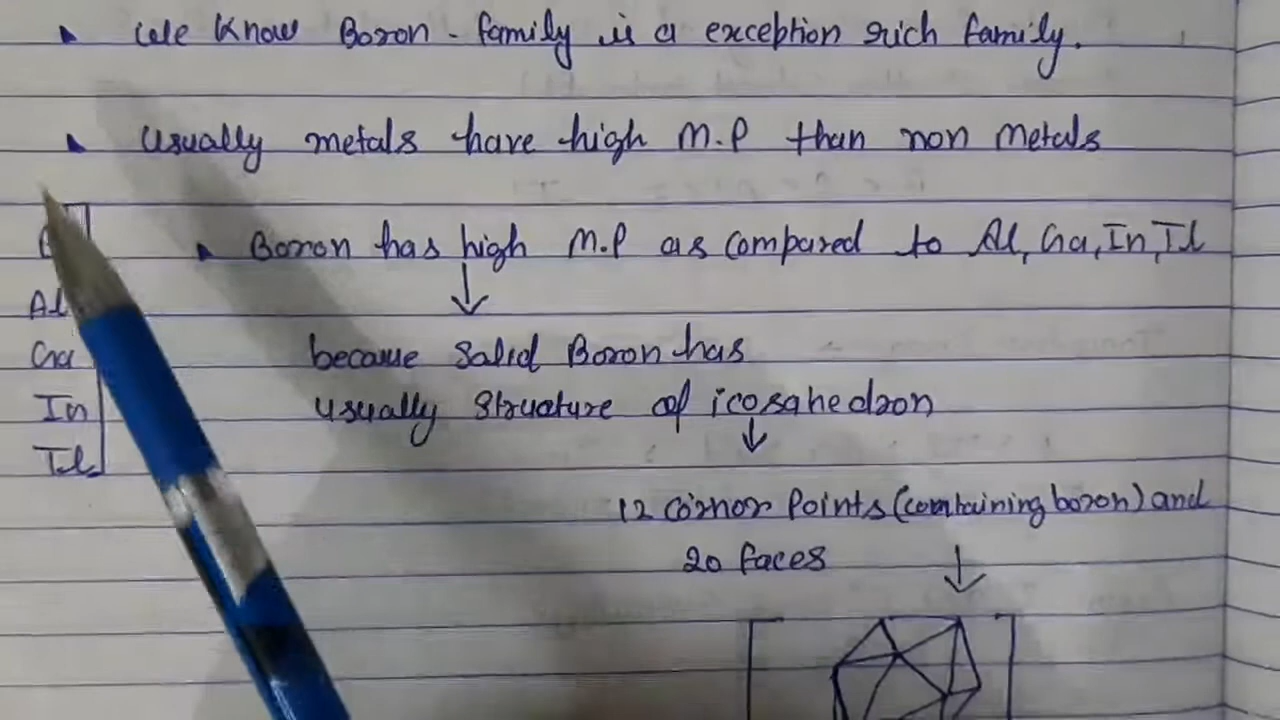 We Know Boron - family is a exception rich family.
Usually metals have high M.P than non Metals
Boron has high M.P as compared to Al, Ga, In, Tl
Al
because Solid Boron has
Ga
usually structure of icosahedron
In
Tl
12 Cornor Points (containing boron) and
20 faces